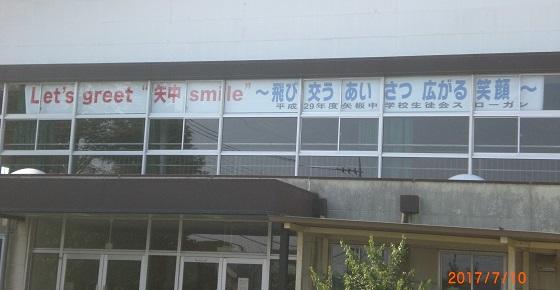 Let's greet "矢中 smile" ～飛び交うあいさつ広がる笑顔～
平成29年度矢板中学校生徒会スローガン
2017/7/10